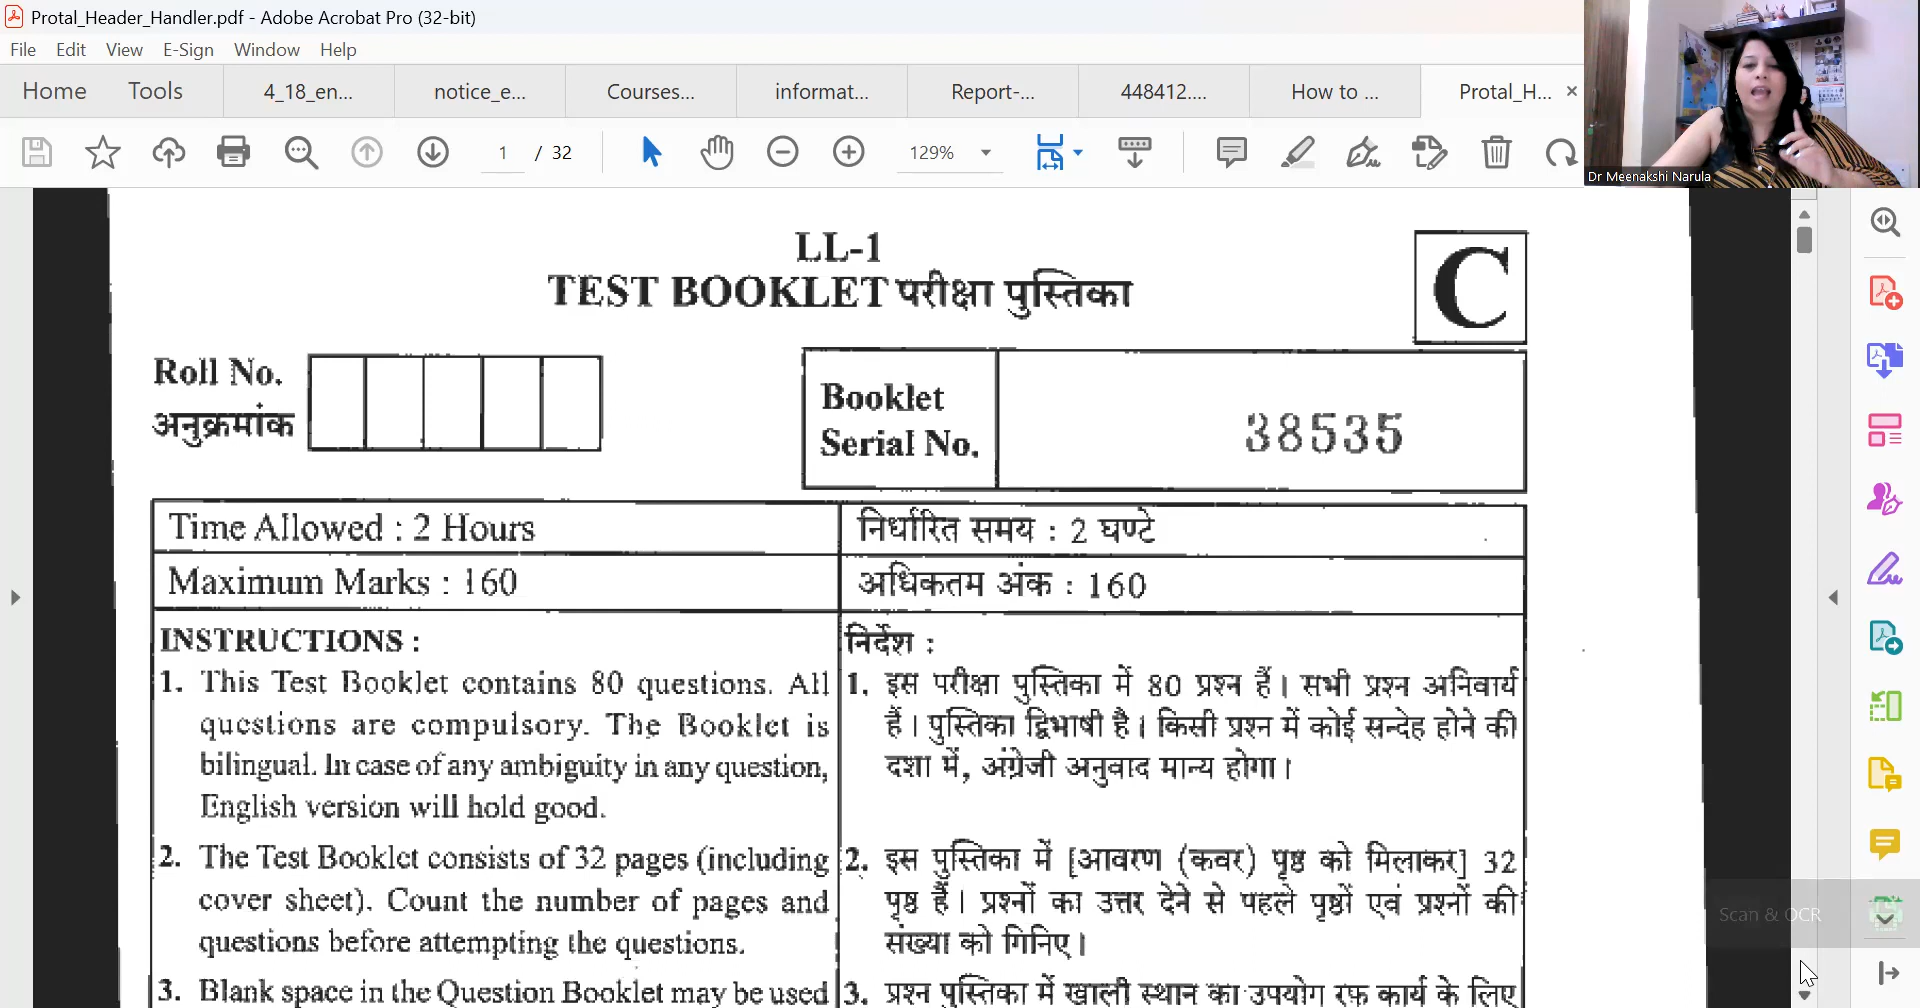 Protal_Header_Handler.pdf - Adobe Acrobat Pro (32-bit)
File Edit View E-Sign Window Help
Home Tools 4_18_en... notice_e... Courses... informat... Report-... 448412.... How to ... Protal_H... ×
1 / 32 129%
Dr Meenakshi Narula
LL-1
TEST BOOKLET परीक्षा पुस्तिका
C
Roll No.
अनुक्रमांक
Booklet
Serial No.
38535
Time Allowed : 2 Hours
निर्धारित समय : 2 घण्टे
Maximum Marks : 160
अधिकतम अंक : 160
INSTRUCTIONS :
1. This Test Booklet contains 80 questions. All
questions are compulsory. The Booklet is
bilingual. In case of any ambiguity in any question,
English version will hold good.
2. The Test Booklet consists of 32 pages (including
cover sheet). Count the number of pages and
questions before attempting the questions.
3. Blank space in the Question Booklet may be used
निर्देश :
1. इस परीक्षा पुस्तिका में 80 प्रश्न हैं। सभी प्रश्न अनिवार्य
हैं। पुस्तिका द्विभाषी है। किसी प्रश्न में कोई सन्देह होने की
दशा में, अंग्रेजी अनुवाद मान्य होगा।
2. इस पुस्तिका में [आवरण (कवर) पृष्ठ को मिलाकर] 32
पृष्ठ हैं। प्रश्नों का उत्तर देने से पहले पृष्ठों एवं प्रश्नों की
संख्या को गिनिए।
3. प्रश्न पुस्तिका में खाली स्थान का उपयोग रफ़ कार्य के लिए
Scan & OCR